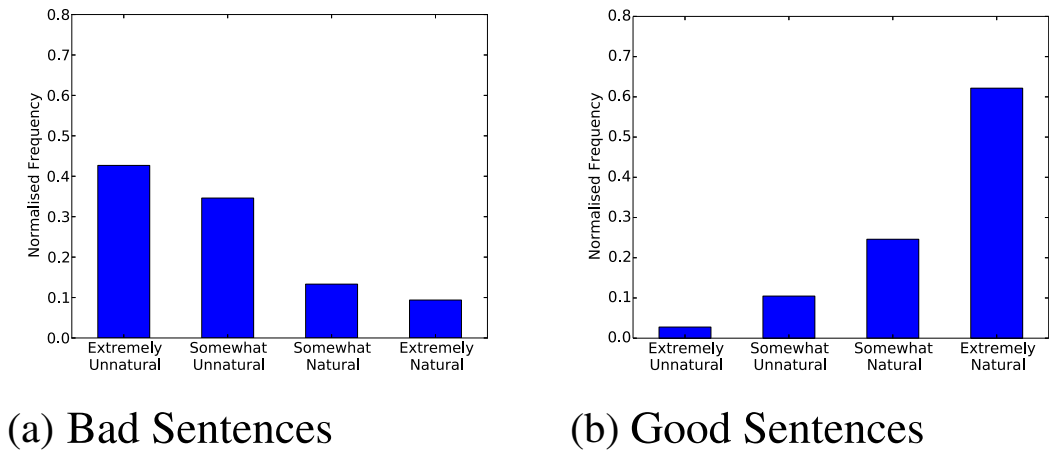 0.8
0.7
0.6
0.5
0.4
0.3
0.2
0.1
0.0
Normalised Frequency
Extremely
Unnatural
Somewhat
Unnatural
Somewhat
Natural
Extremely
Natural
(a) Bad Sentences
0.8
0.7
0.6
0.5
0.4
0.3
0.2
0.1
0.0
Normalised Frequency
Extremely
Unnatural
Somewhat
Unnatural
Somewhat
Natural
Extremely
Natural
(b) Good Sentences